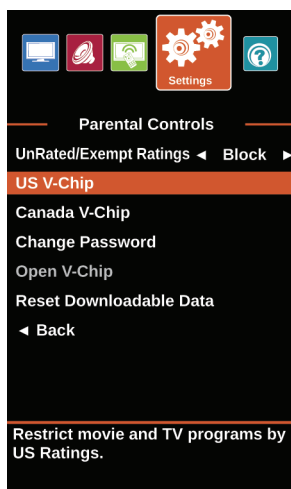 Settings
Parental Controls
UnRated/Exempt Ratings ◄ Block ►
US V-Chip
Canada V-Chip
Change Password
Open V-Chip
Reset Downloadable Data
◄ Back
Restrict movie and TV programs by
US Ratings.